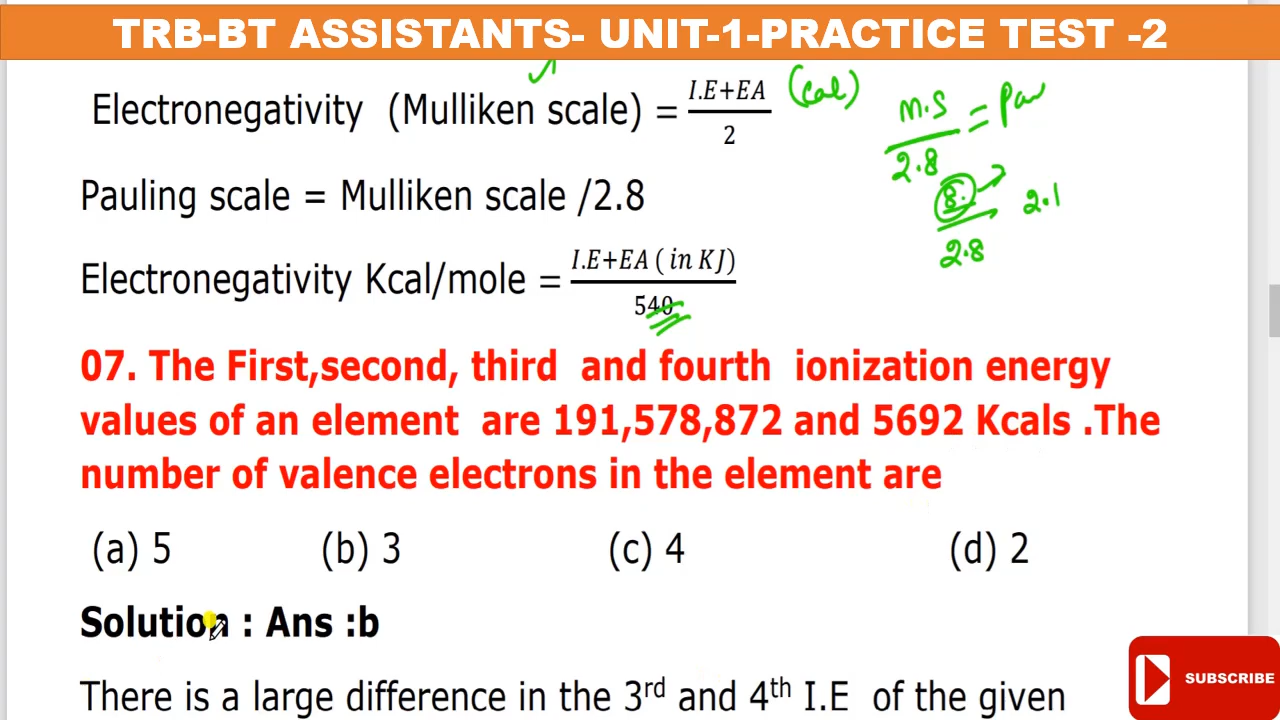 TRB-BT ASSISTANTS- UNIT-1-PRACTICE TEST -2
Electronegativity (Mulliken scale) = I.E+EA / 2 (cal)
M.S / 2.8 = Pau
Pauling scale = Mulliken scale /2.8
8. / 2.8 2.1
Electronegativity Kcal/mole = I.E+EA ( in KJ) / 540
07. The First,second, third and fourth ionization energy
values of an element are 191,578,872 and 5692 Kcals .The
number of valence electrons in the element are
(a) 5 (b) 3 (c) 4 (d) 2
Solution : Ans :b
There is a large difference in the 3rd and 4th I.E of the given
SUBSCRIBE